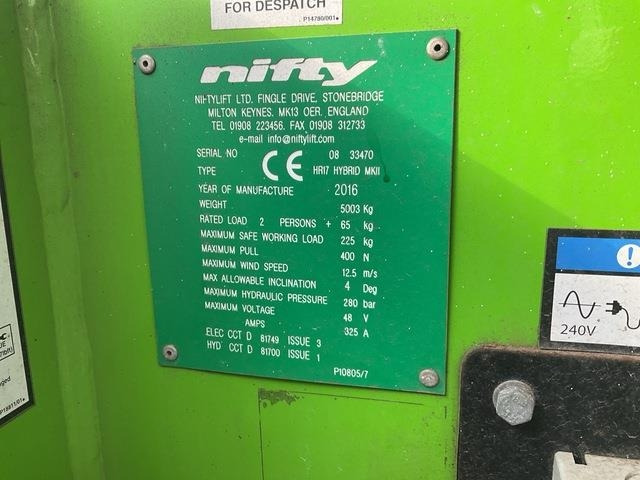 FOR DESPATCH
P14780/001
nifty
NIFTYLIFT LTD. FINGLE DRIVE, STONEBRIDGE
MILTON KEYNES. MK13 OER. ENGLAND
TEL 01908 223456. FAX 01908 312733
e-mail info@niftylift.com
SERIAL NO 08 33470
TYPE CE HR17 HYBRID MKII
YEAR OF MANUFACTURE 2016
WEIGHT 5003 Kg
RATED LOAD 2 PERSONS + 65 kg
MAXIMUM SAFE WORKING LOAD 225 kg
MAXIMUM PULL 400 N
MAXIMUM WIND SPEED 12.5 m/s
MAX ALLOWABLE INCLINATION 4 Deg
MAXIMUM HYDRAULIC PRESSURE 280 bar
MAXIMUM VOLTAGE 48 V
AMPS 325 A
ELEC CCT D 81749 ISSUE 3
HYD' CCT D 81700 ISSUE 1
P10805/7
240V